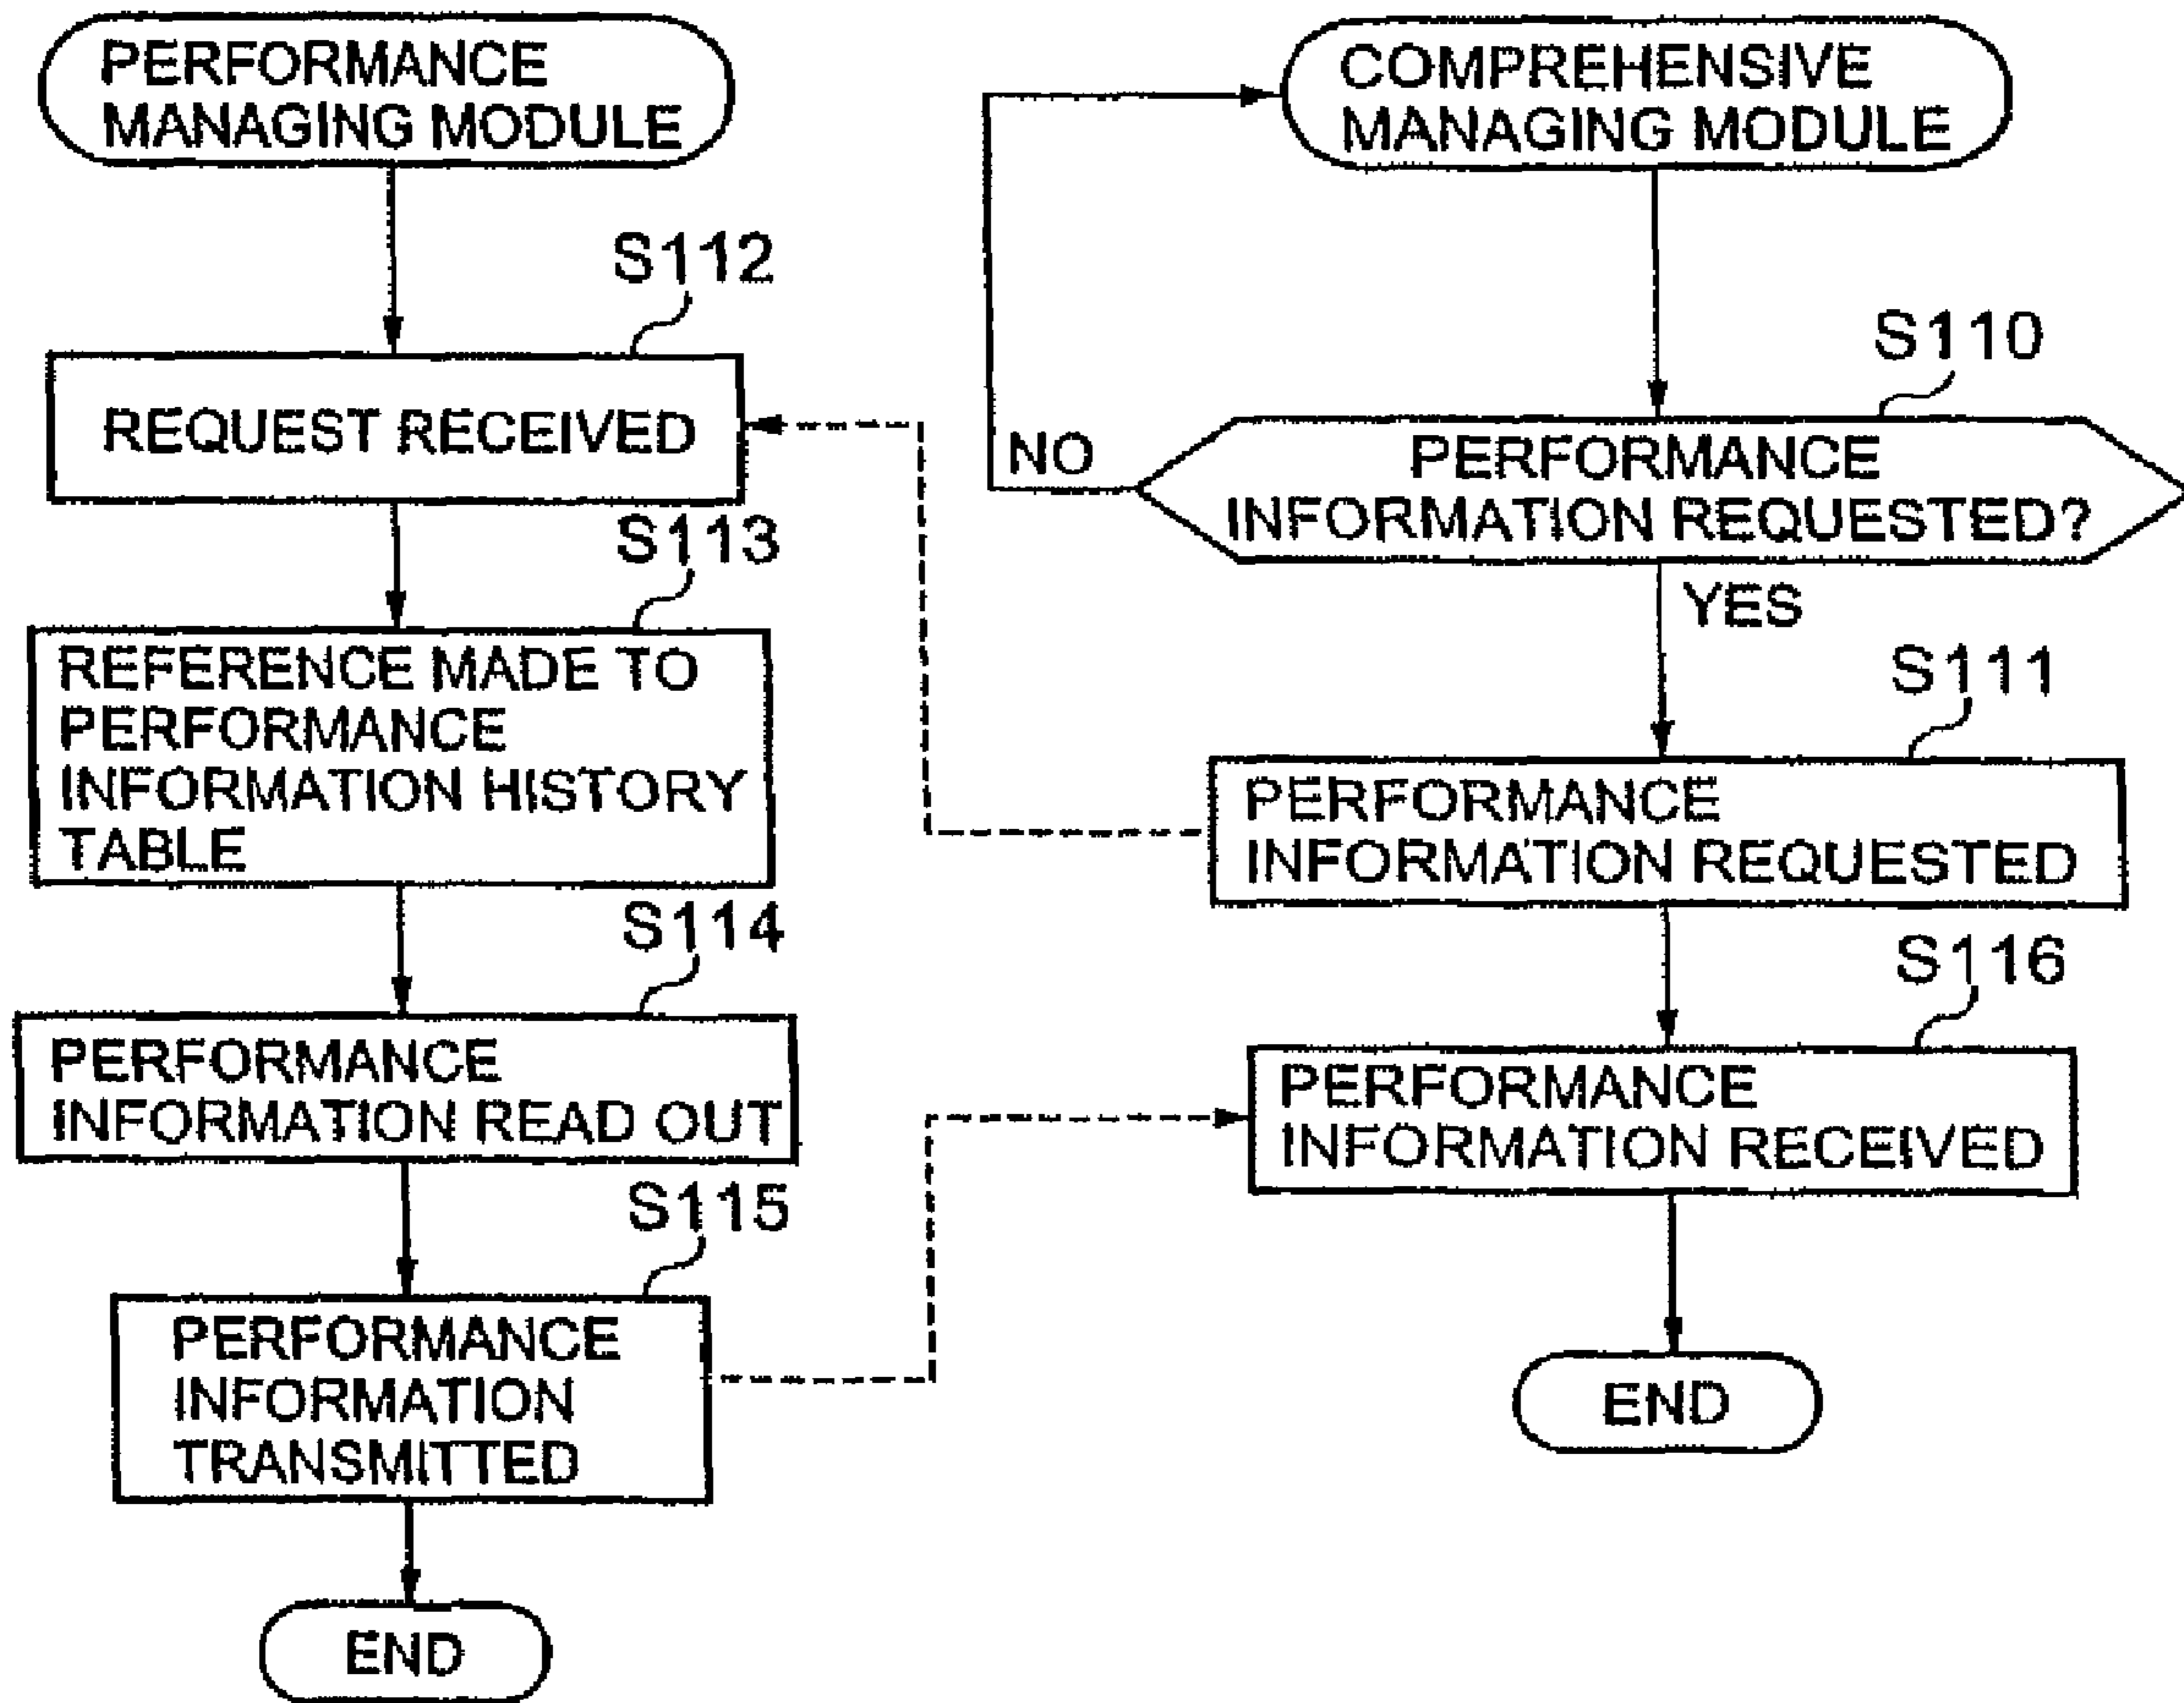 PERFORMANCE
MANAGING MODULE
S112
REQUEST RECEIVED
S113
REFERENCE MADE TO
PERFORMANCE
INFORMATION HISTORY
TABLE
S114
PERFORMANCE
INFORMATION READ OUT
S115
PERFORMANCE
INFORMATION
TRANSMITTED
END
COMPREHENSIVE
MANAGING MODULE
S110
NO
PERFORMANCE
INFORMATION REQUESTED?
YES
S111
PERFORMANCE
INFORMATION REQUESTED
S116
PERFORMANCE
INFORMATION RECEIVED
END